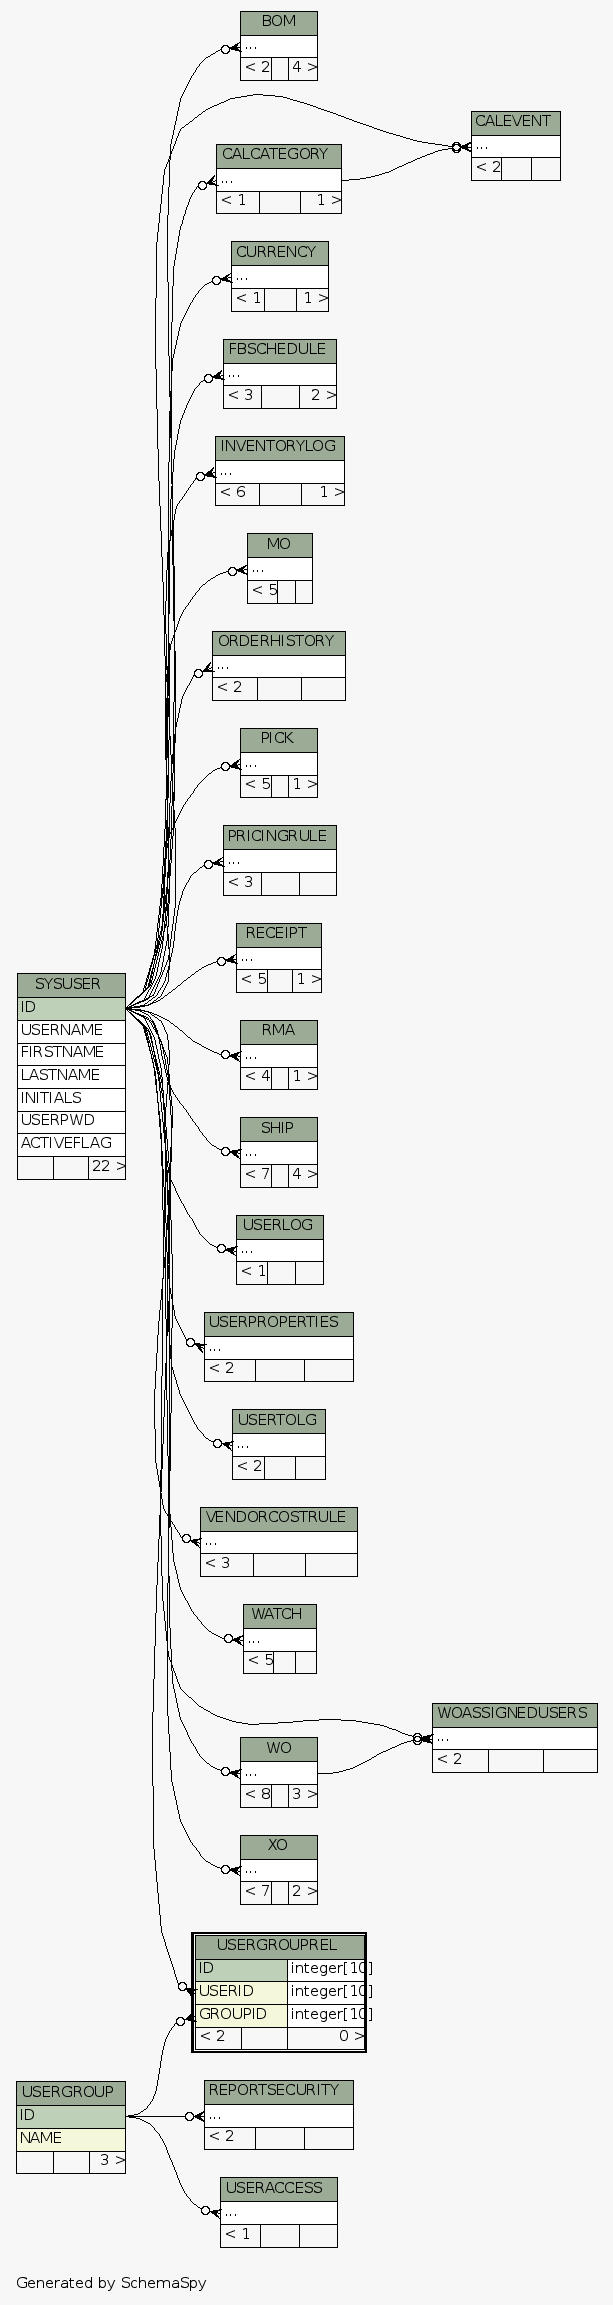 BOM
...
< 2 4 >
CALEVENT
...
< 2
CALCATEGORY
...
< 1 1 >
CURRENCY
...
< 1 1 >
FBSCHEDULE
...
< 3 2 >
INVENTORYLOG
...
< 6 1 >
MO
...
< 5
ORDERHISTORY
...
< 2
PICK
...
< 5 1 >
PRICINGRULE
...
< 3
RECEIPT
...
< 5 1 >
SYSUSER
ID
USERNAME
FIRSTNAME
LASTNAME
INITIALS
USERPWD
ACTIVEFLAG
22 >
RMA
...
< 4 1 >
SHIP
...
< 7 4 >
USERLOG
...
< 1
USERPROPERTIES
...
< 2
USERTOLG
...
< 2
VENDORCOSTRULE
...
< 3
WATCH
...
< 5
WOASSIGNEDUSERS
...
< 2
WO
...
< 8 3 >
XO
...
< 7 2 >
USERGROUPREL
ID integer[10]
USERID integer[10]
GROUPID integer[10]
< 2 0 >
USERGROUP
ID
NAME
3 >
REPORTSECURITY
...
< 2
USERACCESS
...
< 1
Generated by SchemaSpy